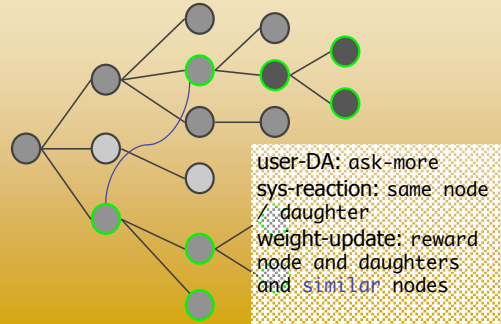 user-DA: ask-more
sys-reaction: same node
/ daughter
weight-update: reward
node and daughters
and similar nodes